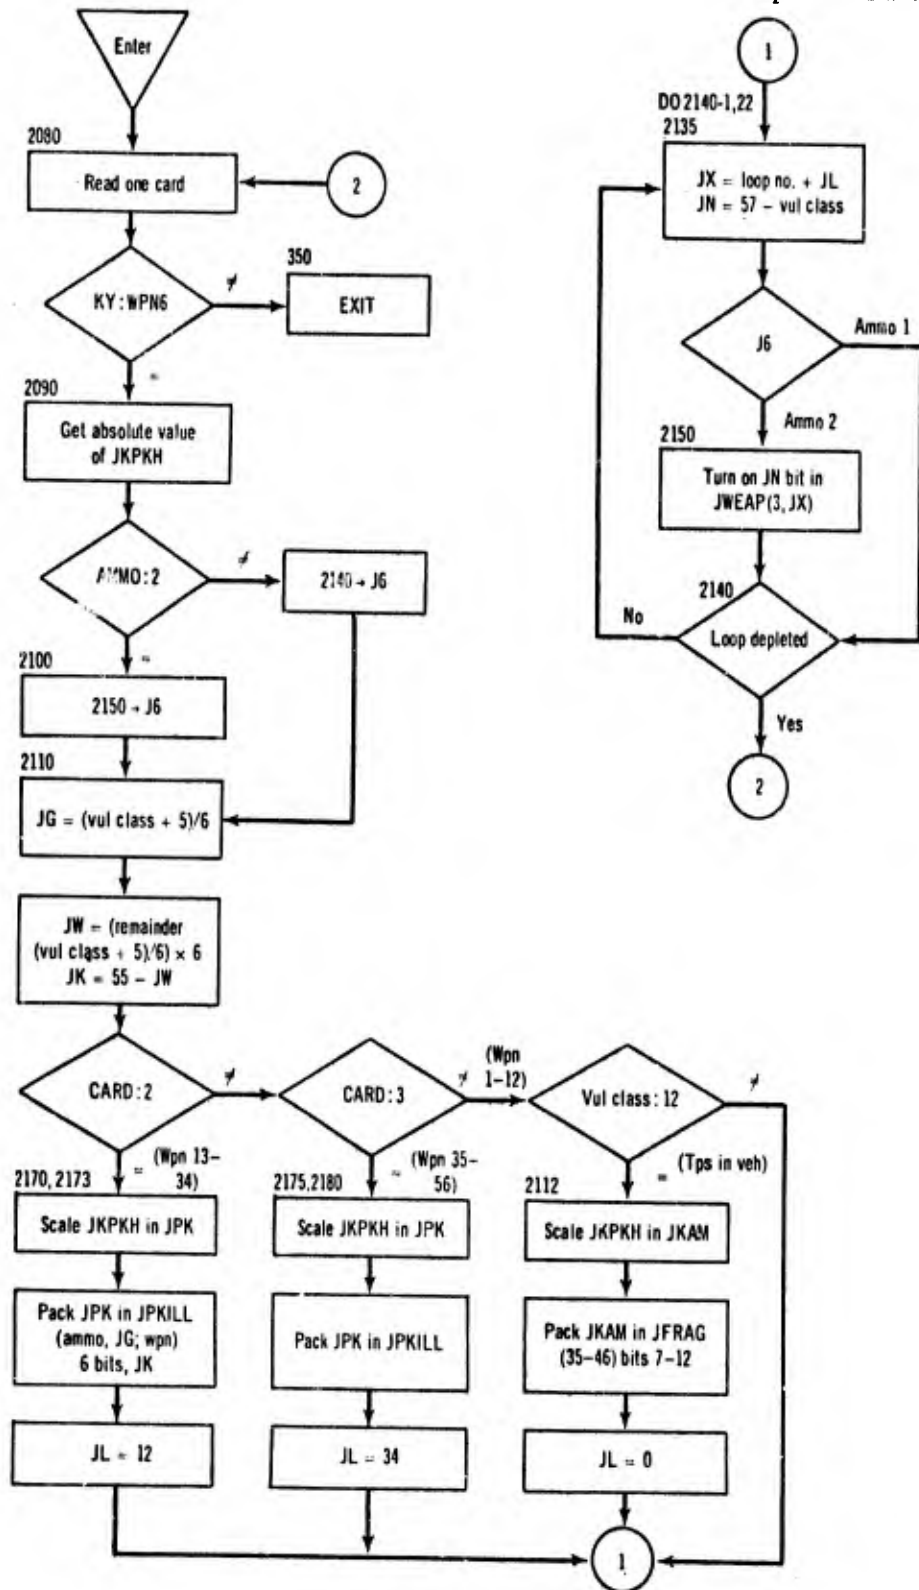 Enter
2080
Read one card
2
KY : WPN6
≠
350
EXIT
=
2090
Get absolute value
of JKPKH
AMMO : 2
≠
2140 → J6
=
2100
2150 → J6
2110
JG = (vul class + 5)/6
JW = (remainder
(vul class + 5)/6) × 6
JK = 55 – JW
CARD : 2
≠
CARD : 3
≠
(Wpn
1–12)
Vul class : 12
≠
= (Wpn 13–
34)
= (Wpn 35–
56)
= (Tps in veh)
2170, 2173
Scale JKPKH in JPK
2175,2180
Scale JKPKH in JPK
2112
Scale JKPKH in JKAM
Pack JPK in JPKILL
(ammo, JG; wpn)
6 bits, JK
Pack JPK in JPKILL
Pack JKAM in JFRAG
(35–46) bits 7–12
JL = 12
JL = 34
JL = 0
1
1
DO 2140-1,22
2135
JX = loop no. + JL
JN = 57 – vul class
J6
Ammo 1
Ammo 2
2150
Turn on JN bit in
JWEAP(3, JX)
2140
No
Loop depleted
Yes
2